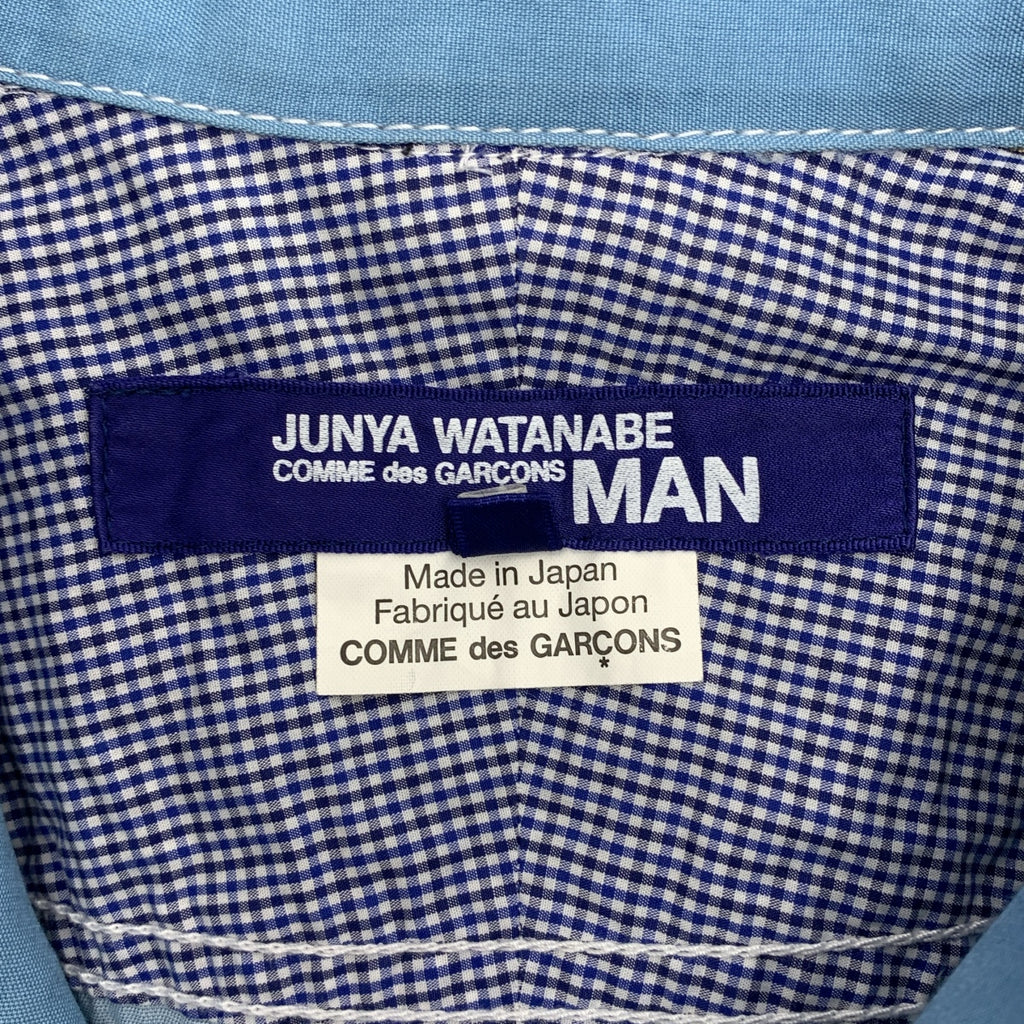 JUNYA WATANABE
COMME des GARÇONS MAN
Made in Japan
Fabriqué au Japon
COMME des GARÇONS
*